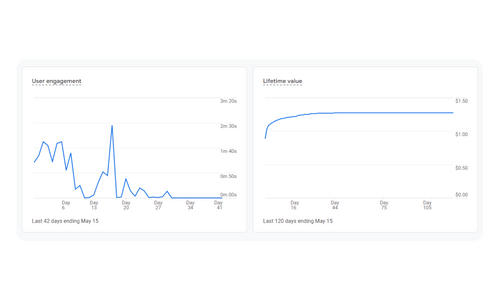 User engagement
3m 20s
2m 30s
1m 40s
0m 50s
0m 00s
Day 6
Day 13
Day 20
Day 27
Day 34
Day 41
Last 42 days ending May 15
Lifetime value
$1.50
$1.00
$0.50
$0.00
Day 16
Day 44
Day 75
Day 105
Last 120 days ending May 15